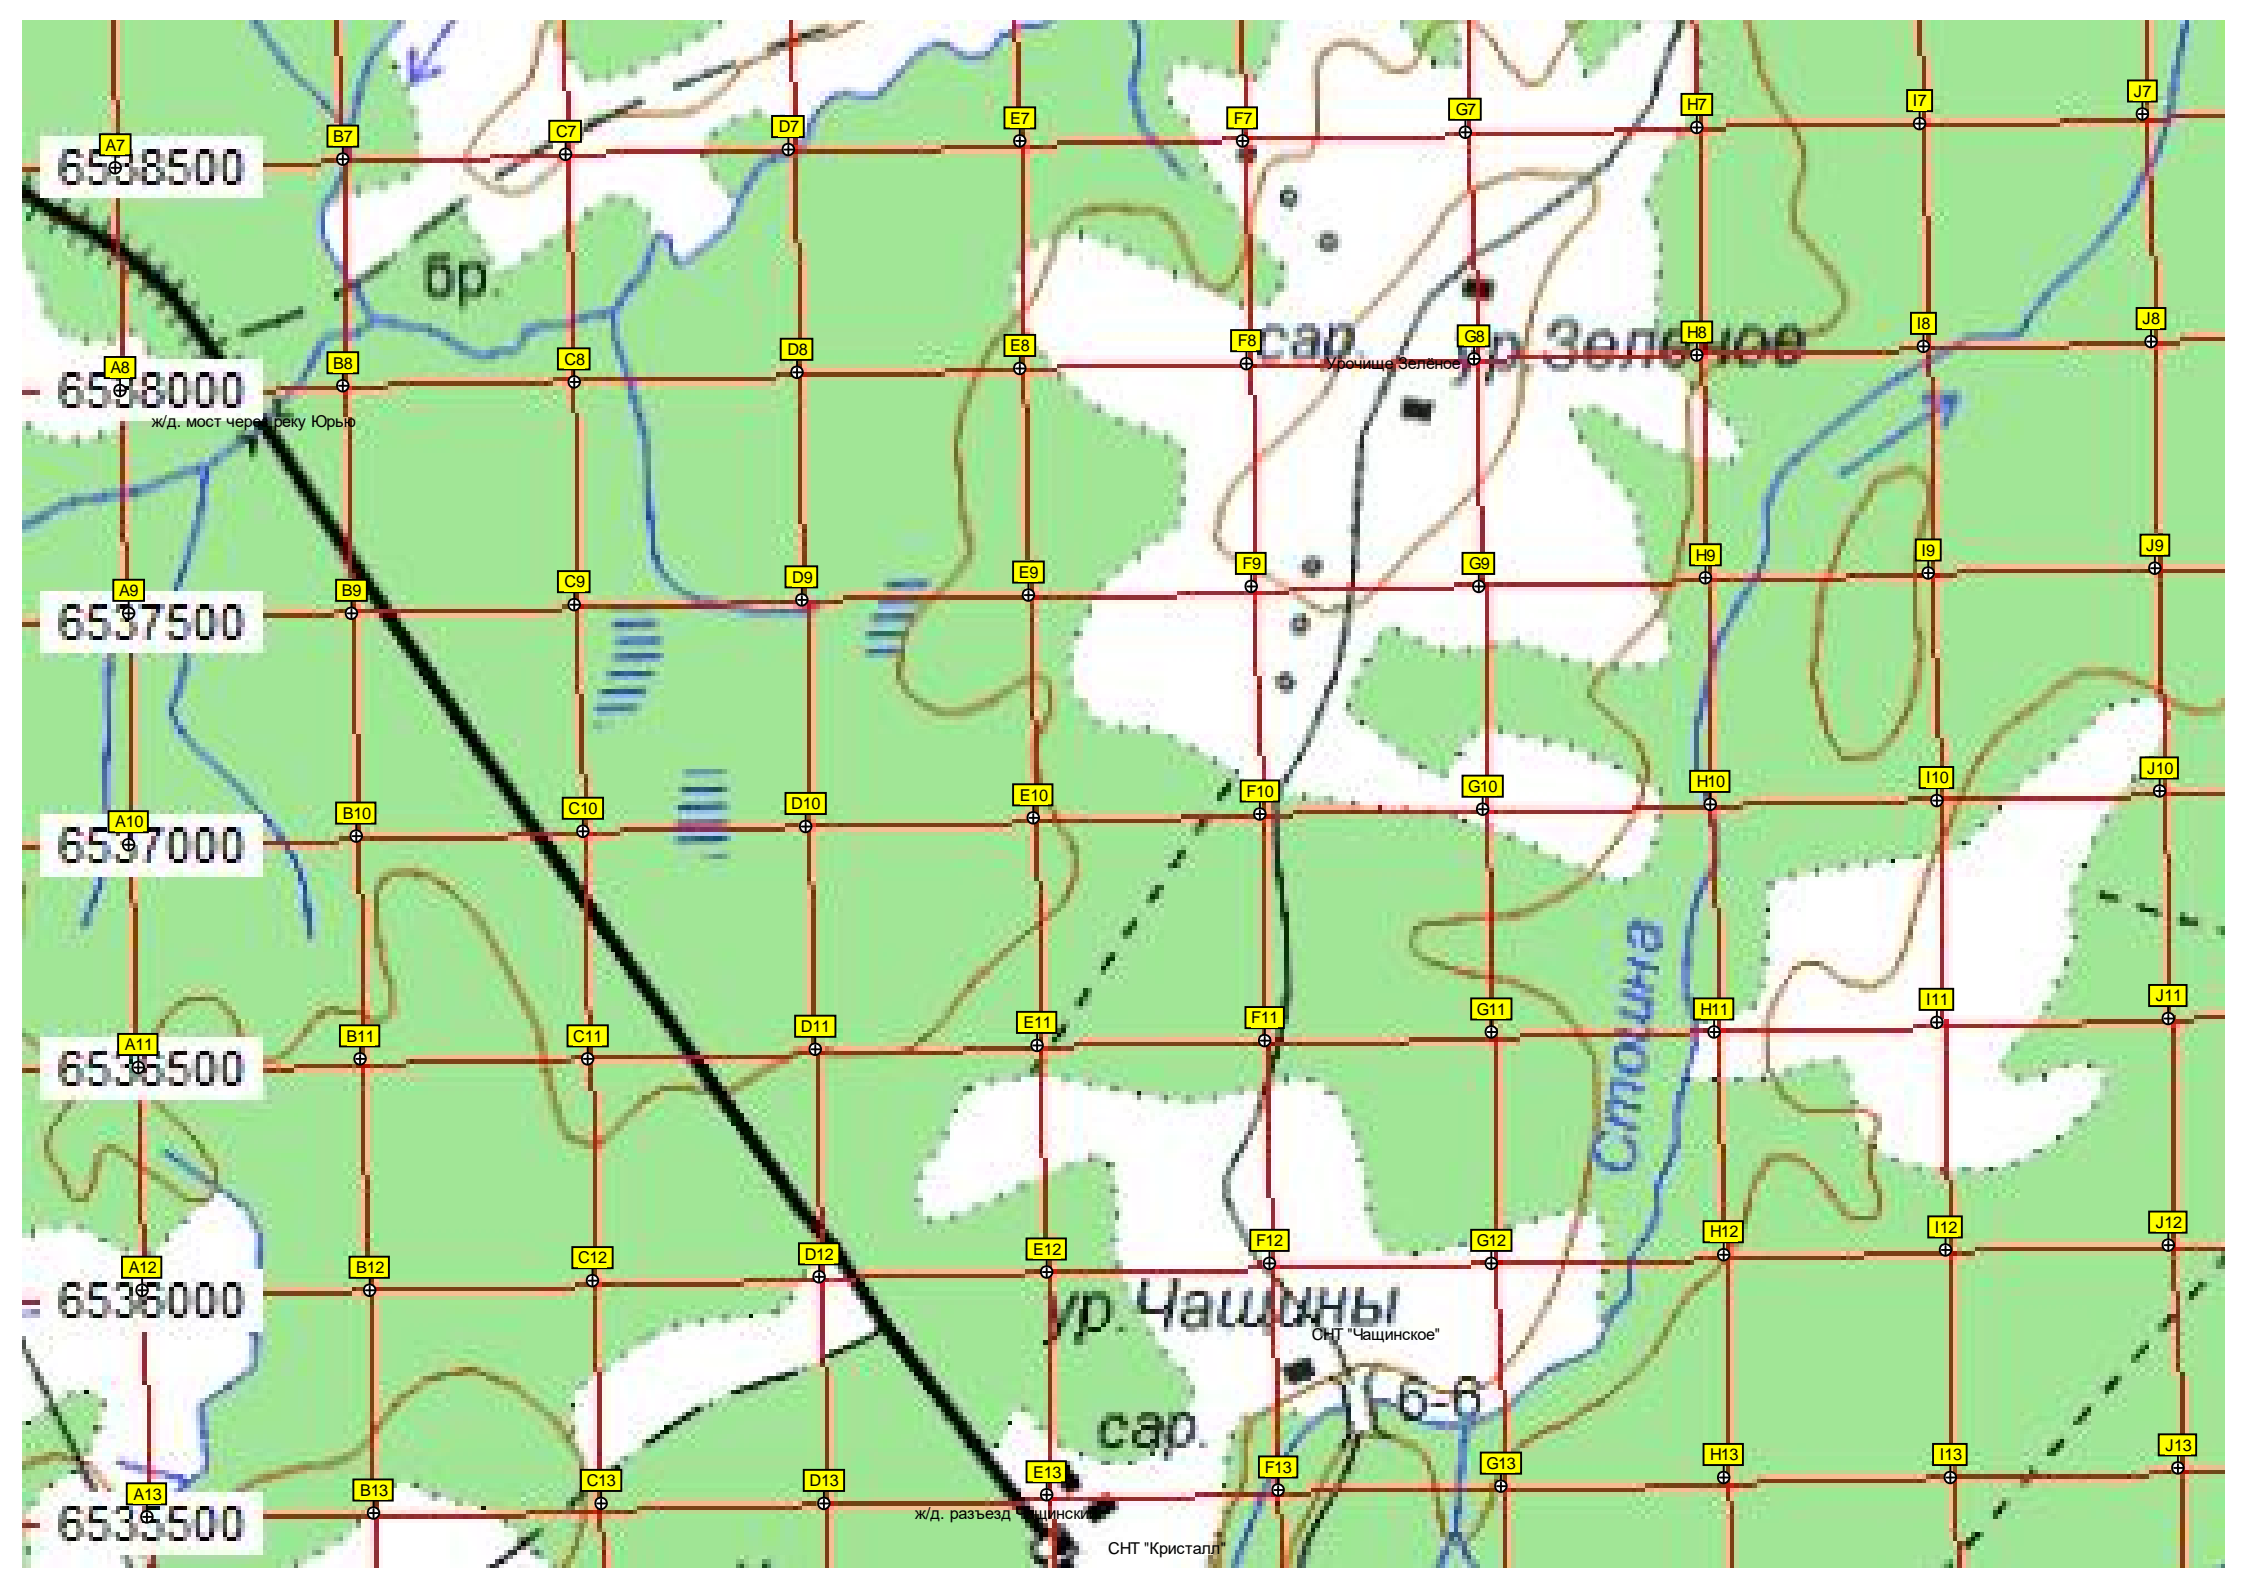 A7 B7 C7 D7 E7 F7 G7 H7 I7 J7
6538500
бр.
A8 B8 C8 D8 E8 F8 G8 H8 I8 J8
сар. ур.Зеленое
Урочище Зелёное
6538000
ж/д. мост через реку Юрью
A9 B9 C9 D9 E9 F9 G9 H9 I9 J9
6537500
A10 B10 C10 D10 E10 F10 G10 H10 I10 J10
6537000
Стошна
A11 B11 C11 D11 E11 F11 G11 H11 I11 J11
6536500
A12 B12 C12 D12 E12 F12 G12 H12 I12 J12
6536000
ур.Чащины
СНТ "Чащинское"
6-6
сар.
A13 B13 C13 D13 E13 F13 G13 H13 I13 J13
6535500
ж/д. разъезд Чащинский
СНТ "Кристалл"